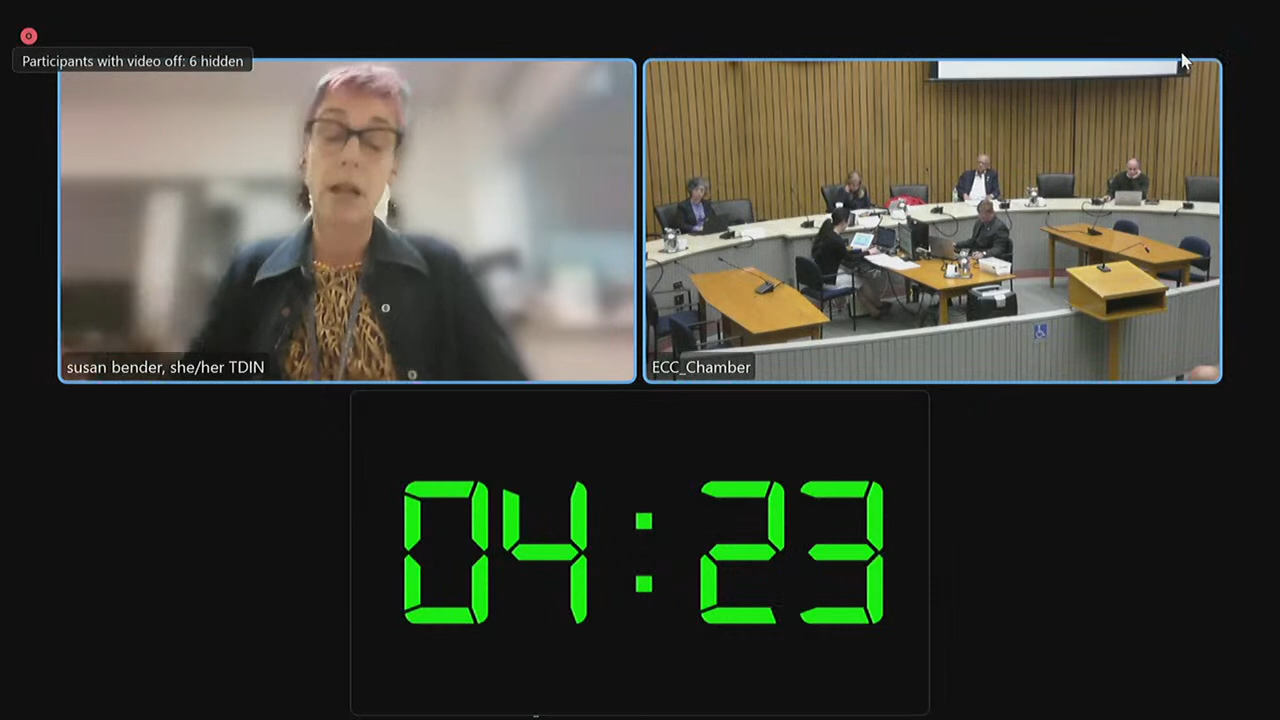 Participants with video off: 6 hidden
susan bender, she/her TDIN
ECC_Chamber
04:23